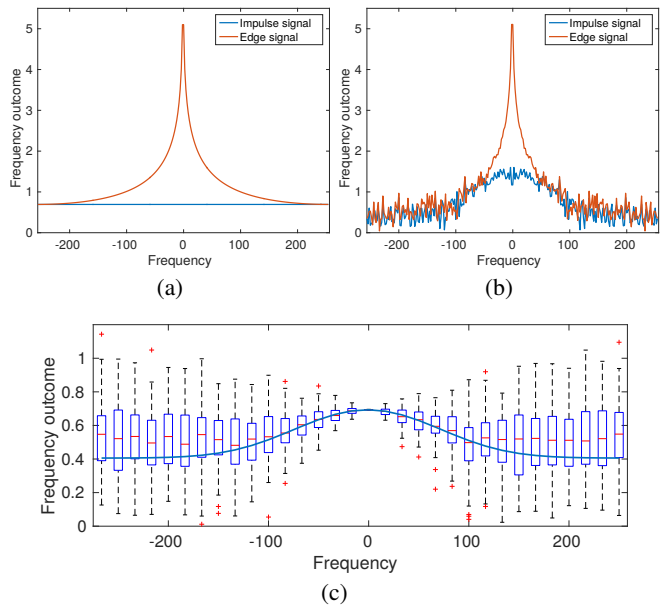 Impulse signal
Edge signal
5
4
3
2
1
0
Frequency outcome
-200
-100
0
100
200
Frequency
(a)
Impulse signal
Edge signal
5
4
3
2
1
0
Frequency outcome
-200
-100
0
100
200
Frequency
(b)
1
0.8
0.6
0.4
0.2
0
Frequency outcome
-200
-100
0
100
200
Frequency
(c)